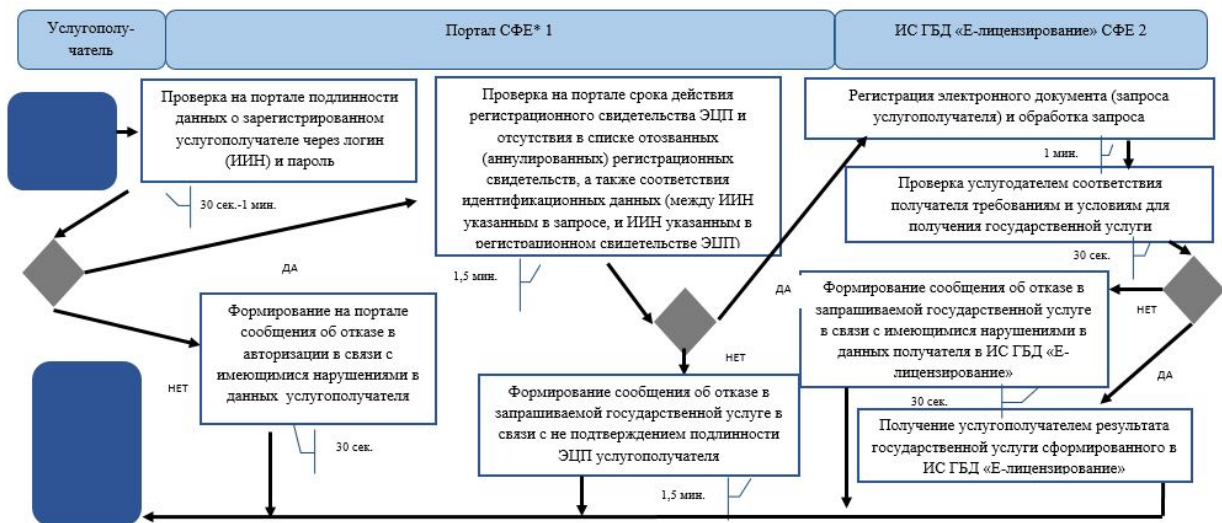 Услугополу-
чатель
Портал СФЕ* 1
ИС ГБД «Е-лицензирование» СФЕ 2
Проверка на портале подлинности
данных о зарегистрированном
услугополучателе через логин
(ИИН) и пароль
30 сек.-1 мин.
ДА
Формирование на портале
сообщения об отказе в
авторизации в связи с
имеющимися нарушениями в
данных услугополучателя
НЕТ
30 сек.
Проверка на портале срока действия
регистрационного свидетельства ЭЦП и
отсутствия в списке отозванных
(аннулированных) регистрационных
свидетельств, а также соответствия
идентификационных данных (между ИИН
указанным в запросе, и ИИН указанным в
регистрационном свидетельстве ЭЦП)
1,5 мин.
ДА
НЕТ
Формирование сообщения об отказе в
запрашиваемой государственной услуге в
связи с не подтверждением подлинности
ЭЦП услугополучателя
1,5 мин.
Регистрация электронного документа (запроса
услугополучателя) и обработка запроса
1 мин.
Проверка услугодателем соответствия
получателя требованиям и условиям для
получения государственной услуги
30 сек.
Формирование сообщения об отказе в
запрашиваемой государственной услуге
в связи с имеющимися нарушениями в
данных получателя в ИС ГБД «Е-
лицензирование»
НЕТ
ДА
30 сек.
Получение услугополучателем результата
государственной услуги сформированного в
ИС ГБД «Е-лицензирование»